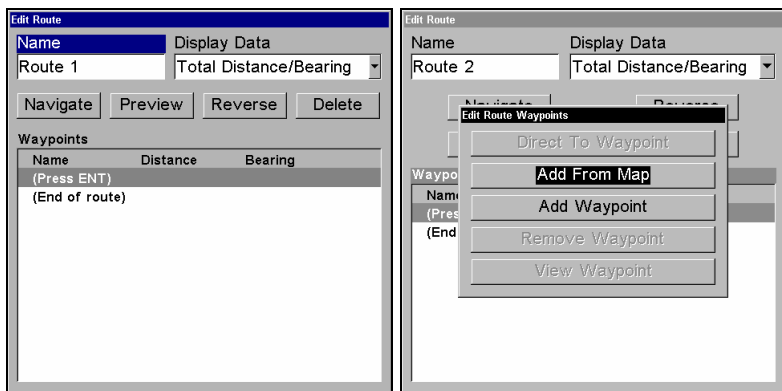 Edit Route
Name Display Data
Route 1 Total Distance/Bearing
Navigate Preview Reverse Delete
Waypoints
Name Distance Bearing
(Press ENT)
(End of route)
Edit Route
Name Display Data
Route 2 Total Distance/Bearing
Navigate Reverse
Edit Route Waypoints
Direct To Waypoint
Add From Map
Add Waypoint
Remove Waypoint
View Waypoint